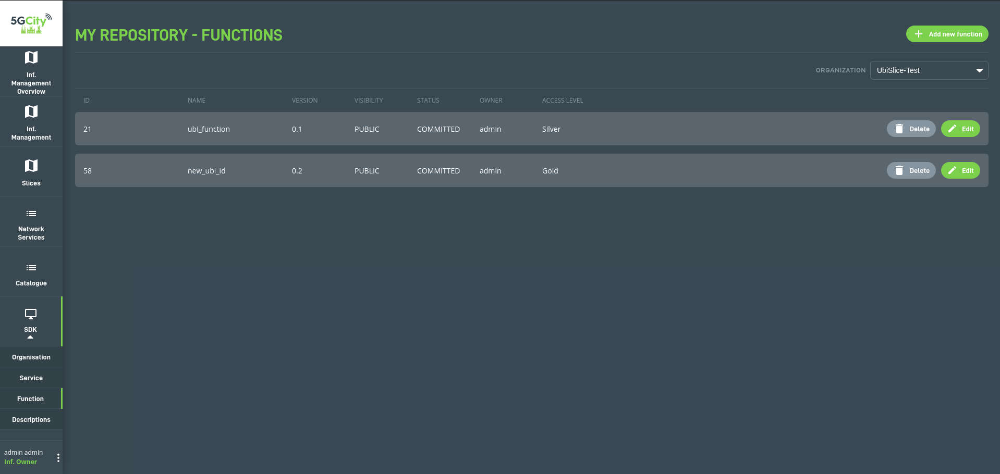 5GCity
Inf.
Management
Overview
Inf.
Management
Slices
Network
Services
Catalogue
SDK
Organisation
Service
Function
Descriptions
admin admin
Inf. Owner
MY REPOSITORY - FUNCTIONS
Add new function
ORGANIZATION UbiSlice-Test
ID NAME VERSION VISIBILITY STATUS OWNER ACCESS LEVEL
21 ubi_function 0.1 PUBLIC COMMITTED admin Silver Delete Edit
58 new_ubi_id 0.2 PUBLIC COMMITTED admin Gold Delete Edit